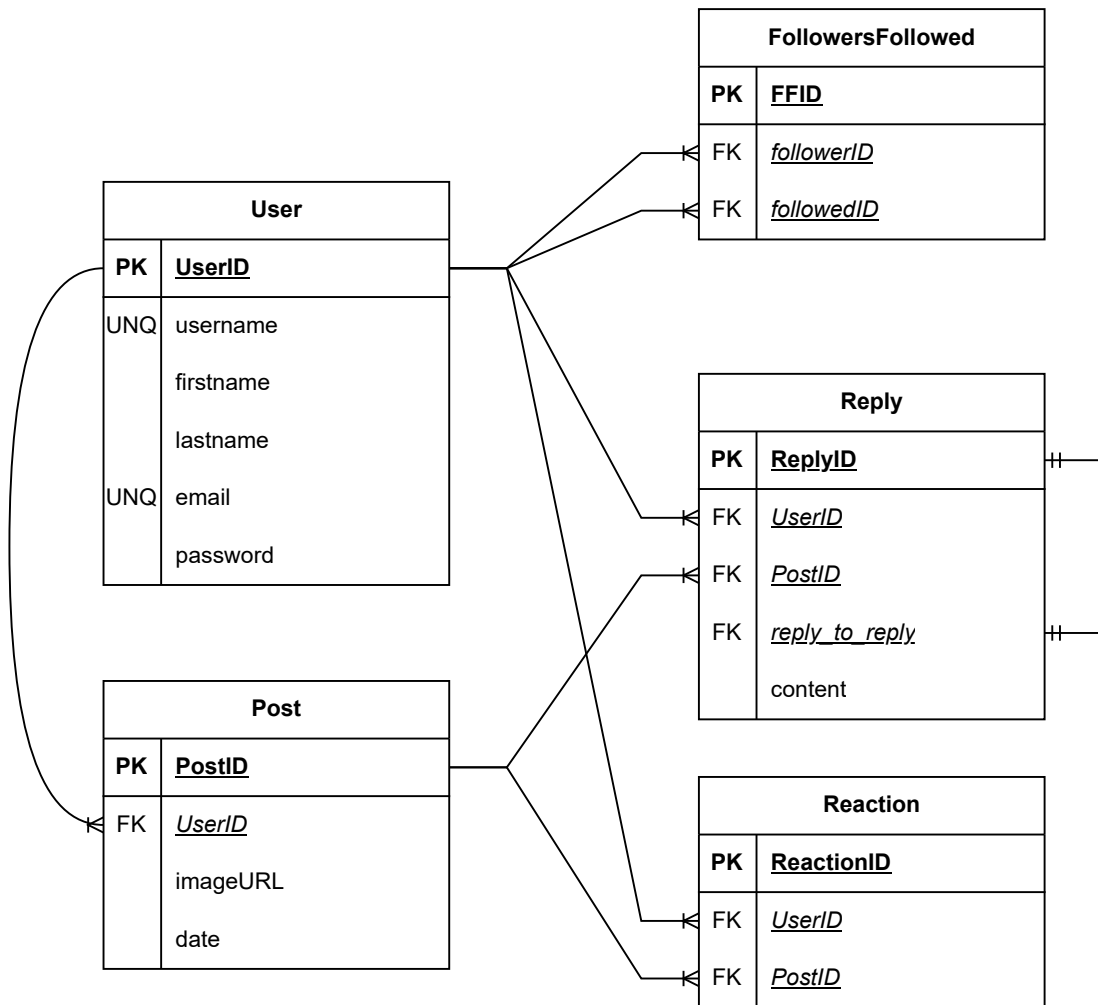 FollowersFollowed
PK FFID
FK followerID
FK followedID
User
PK UserID
UNQ username
firstname
lastname
UNQ email
password
Reply
PK ReplyID
FK UserID
FK PostID
FK reply_to_reply
content
Post
PK PostID
FK UserID
imageURL
date
Reaction
PK ReactionID
FK UserID
FK PostID